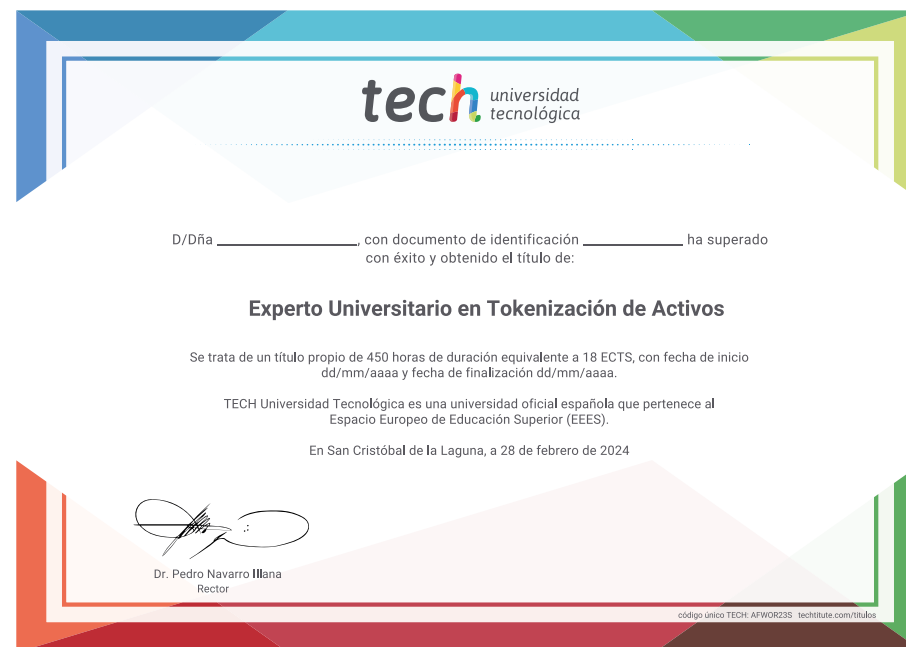 tech universidad
tecnológica
D/Dña ____________________, con documento de identificación ______________ ha superado
con éxito y obtenido el título de:
Experto Universitario en Tokenización de Activos
Se trata de un título propio de 450 horas de duración equivalente a 18 ECTS, con fecha de inicio
dd/mm/aaaa y fecha de finalización dd/mm/aaaa.
TECH Universidad Tecnológica es una universidad oficial española que pertenece al
Espacio Europeo de Educación Superior (EEES).
En San Cristóbal de la Laguna, a 28 de febrero de 2024
Dr. Pedro Navarro Illana
Rector
código único TECH: AFWOR23S techtitute.com/titulos